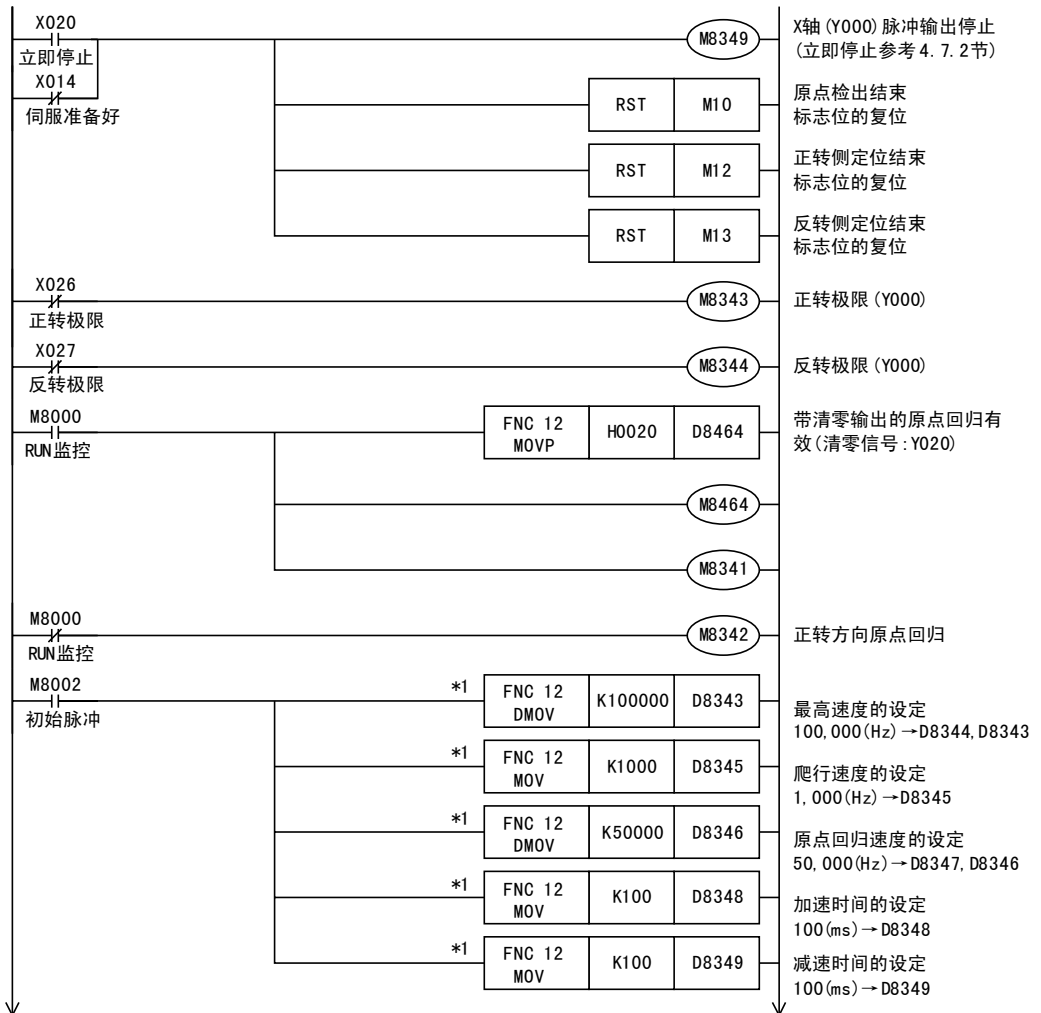 X020
立即停止
X014
伺服准备好
M8349
X轴(Y000)脉冲输出停止
(立即停止参考4.7.2节)
RST M10
原点检出结束
标志位的复位
RST M12
正转侧定位结束
标志位的复位
RST M13
反转侧定位结束
标志位的复位
X026
正转极限
M8343
正转极限(Y000)
X027
反转极限
M8344
反转极限(Y000)
M8000
RUN监控
FNC 12
MOVP
H0020 D8464
带清零输出的原点回归有
效(清零信号:Y020)
M8464
M8341
M8000
RUN监控
M8342
正转方向原点回归
M8002
初始脉冲
*1
FNC 12
DMOV
K100000 D8343
最高速度的设定
100,000(Hz)→D8344,D8343
*1
FNC 12
MOV
K1000 D8345
爬行速度的设定
1,000(Hz)→D8345
*1
FNC 12
DMOV
K50000 D8346
原点回归速度的设定
50,000(Hz)→D8347,D8346
*1
FNC 12
MOV
K100 D8348
加速时间的设定
100(ms)→D8348
*1
FNC 12
MOV
K100 D8349
减速时间的设定
100(ms)→D8349